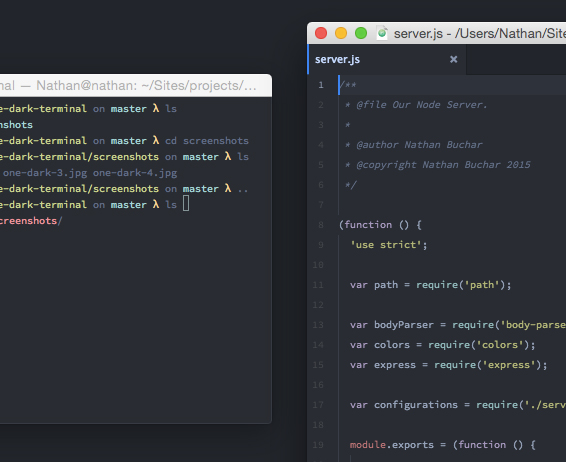 nal — Nathan@nathan: ~/Sites/projects/...
e-dark-terminal on master λ ls
nshots
e-dark-terminal on master λ cd screenshots
e-dark-terminal/screenshots on master λ ls
one-dark-3.jpg one-dark-4.jpg
e-dark-terminal/screenshots on master λ ..
e-dark-terminal on master λ ls
creenshots/
server.js - /Users/Nathan/Site
server.js ×
1 /**
2 * @file Our Node Server.
3 *
4 * @author Nathan Buchar
5 * @copyright Nathan Buchar 2015
6 */
7
8 (function () {
9 'use strict';
10
11 var path = require('path');
12
13 var bodyParser = require('body-parse
14 var colors = require('colors');
15 var express = require('express');
16
17 var configurations = require('./serv
18
19 module.exports = (function () {